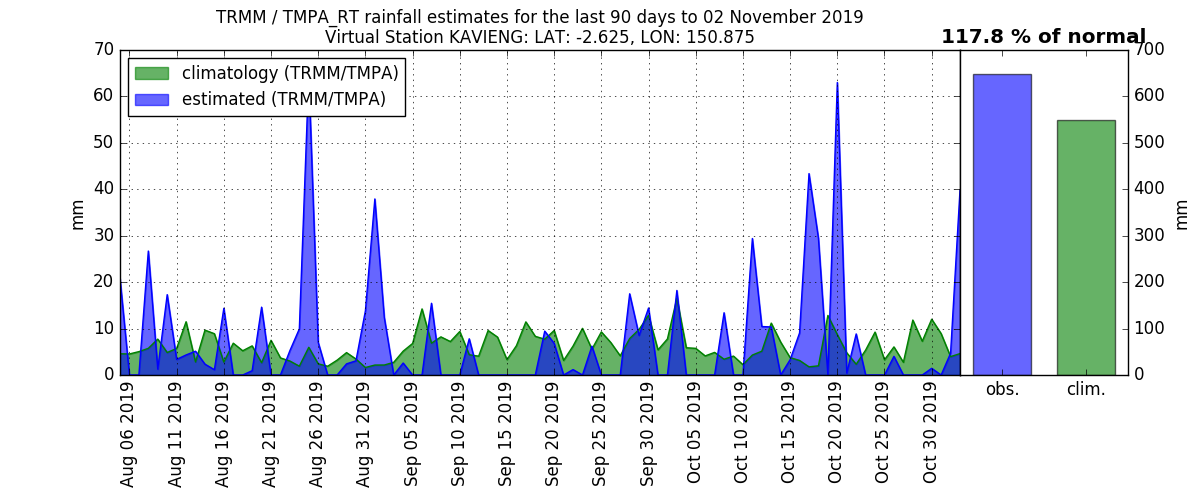 TRMM / TMPA_RT rainfall estimates for the last 90 days to 02 November 2019
Virtual Station KAVIENG: LAT: -2.625, LON: 150.875
117.8 % of normal
climatology (TRMM/TMPA)
estimated (TRMM/TMPA)
70
60
50
40
30
20
10
0
mm
Aug 06 2019
Aug 11 2019
Aug 16 2019
Aug 21 2019
Aug 26 2019
Aug 31 2019
Sep 05 2019
Sep 10 2019
Sep 15 2019
Sep 20 2019
Sep 25 2019
Sep 30 2019
Oct 05 2019
Oct 10 2019
Oct 15 2019
Oct 20 2019
Oct 25 2019
Oct 30 2019
obs.
clim.
700
600
500
400
300
200
100
0
mm